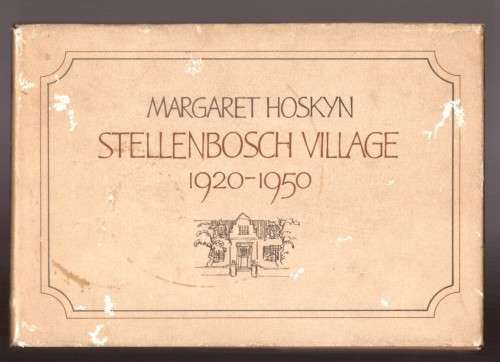 MARGARET HOSKYN
STELLENBOSCH VILLAGE
1920-1950